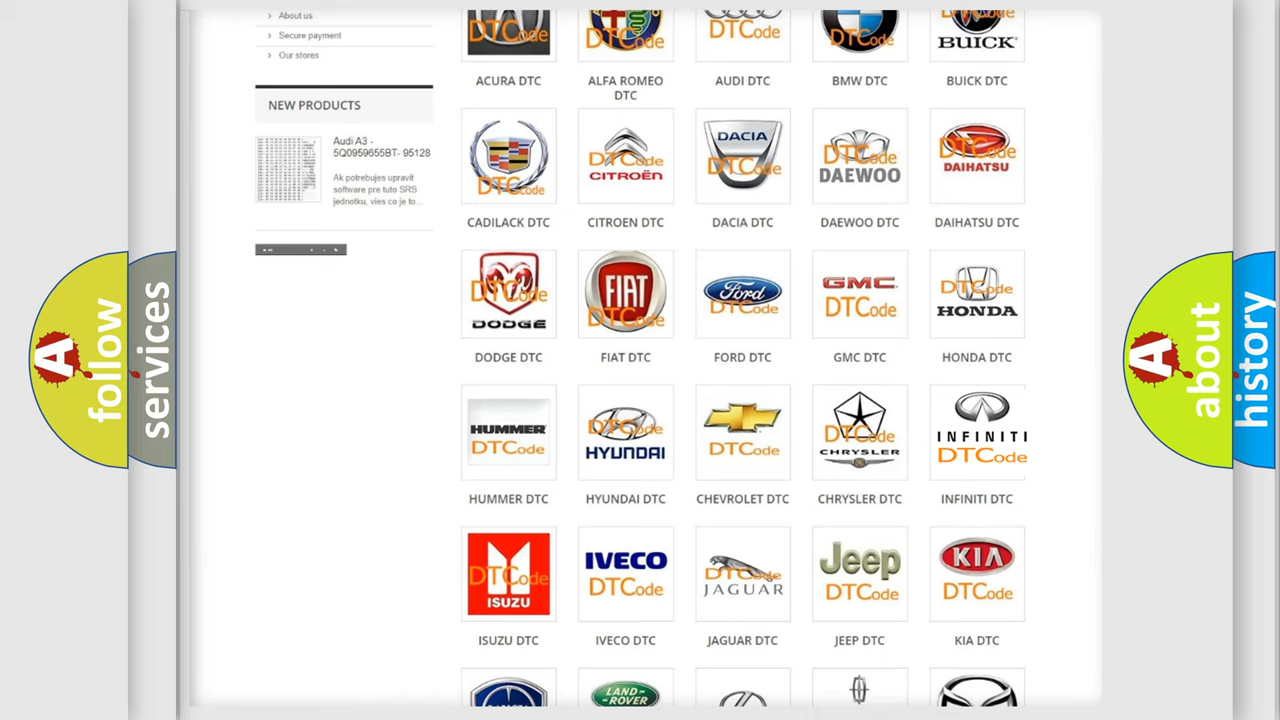 About us
Secure payment
Our stores
NEW PRODUCTS
Audi A3 -
5Q0959655BT- 95128
Ak potrebujes upravit
software pre tuto SRS
jednotku, vies co je to...
DTCode
DTCode
DTCode
DTCode
DTCode
BUICK
ACURA DTC
ALFA ROMEO
DTC
AUDI DTC
BMW DTC
BUICK DTC
DTCode
DTCode
CITROËN
DACIA
DTCode
DTCode
DAEWOO
DTCode
DAIHATSU
CADILACK DTC
CITROEN DTC
DACIA DTC
DAEWOO DTC
DAIHATSU DTC
DTCode
DODGE
FIAT
DTCode
Ford
DTCode
GMC
DTCode
DTCode
HONDA
DODGE DTC
FIAT DTC
FORD DTC
GMC DTC
HONDA DTC
HUMMER
DTCode
DTCode
HYUNDAI
DTCode
DTCode
CHRYSLER
INFINITI
DTCode
HUMMER DTC
HYUNDAI DTC
CHEVROLET DTC
CHRYSLER DTC
INFINITI DTC
DTCode
ISUZU
IVECO
DTCode
DTCode
JAGUAR
Jeep
DTCode
KIA
DTCode
ISUZU DTC
IVECO DTC
JAGUAR DTC
JEEP DTC
KIA DTC
LAND-
ROVER
A
follow
services
A
about
history